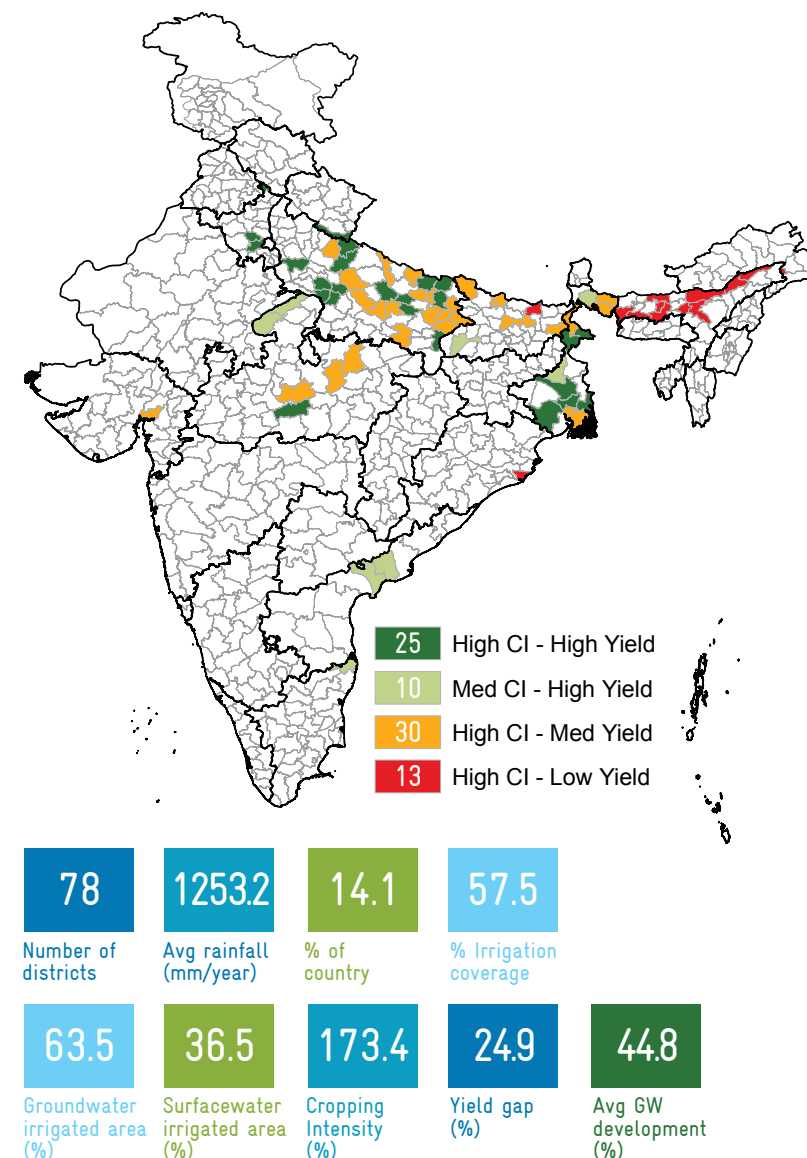 25 High CI - High Yield
10 Med CI - High Yield
30 High CI - Med Yield
13 High CI - Low Yield
78
Number of
districts
1253.2
Avg rainfall
(mm/year)
14.1
% of
country
57.5
% Irrigation
coverage
63.5
Groundwater
irrigated area
(%)
36.5
Surfacewater
irrigated area
(%)
173.4
Cropping
Intensity
(%)
24.9
Yield gap
(%)
44.8
Avg GW
development
(%)